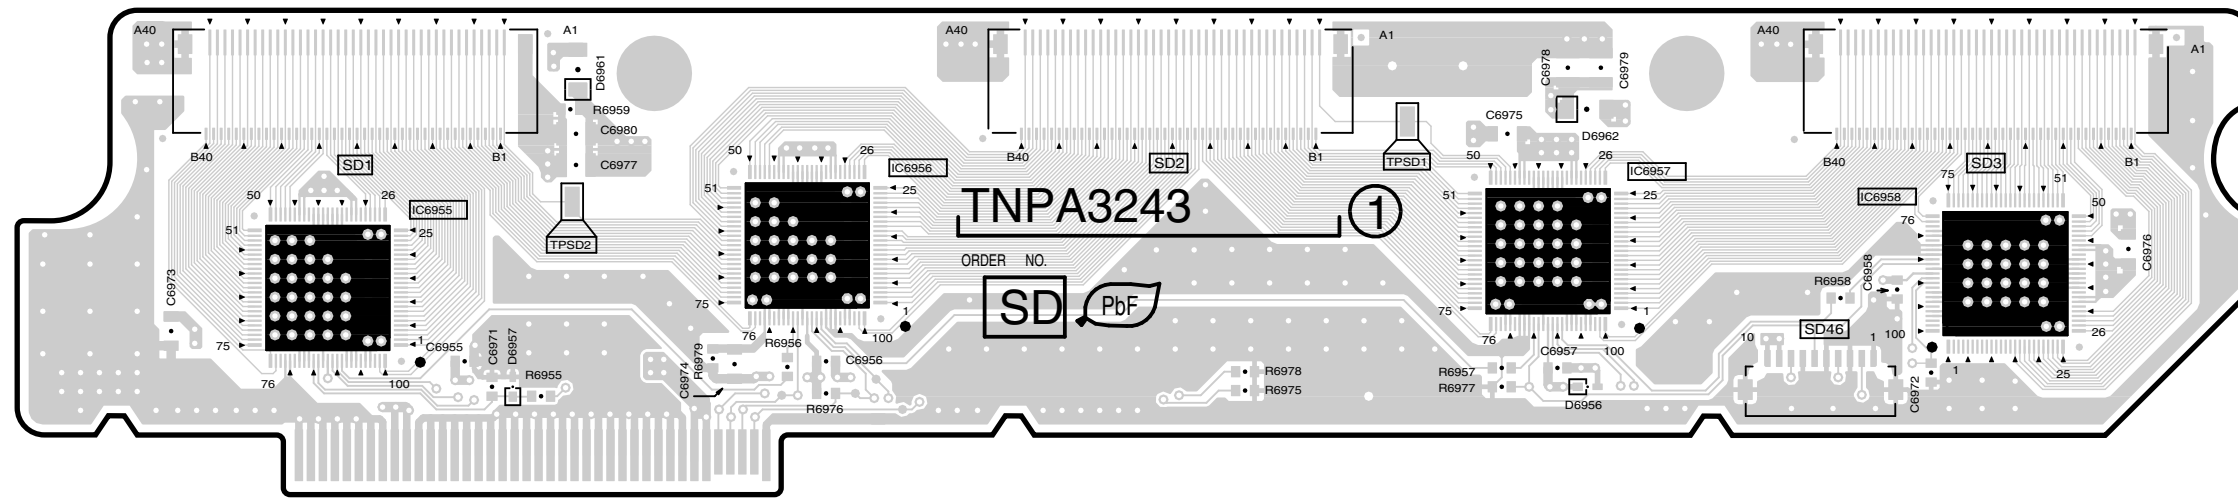 A40
A1
A40
A1
A40
A1
D6961
C6978
C6979
R6959
C6980
C6977
C6975
D6962
B40
SD1
B1
50
26
IC6956
B40
SD2
B1
TPSD1
50
26
IC6957
B40
SD3
B1
75
51
50
26
IC6955
51
25
TNPA3243
1
51
25
IC6958
76
50
51
25
TPSD2
ORDER NO.
C6976
C6973
SD
PbF
R6958
C6958
75
1
75
1
75
1
76
R6956
100
76
C6957
100
SD46
10
1
100
26
C6955
C6971
D6957
R6955
C6974
R6979
C6956
R6978
R6975
R6957
R6977
C6972
1
25
76
100
R6976
D6956